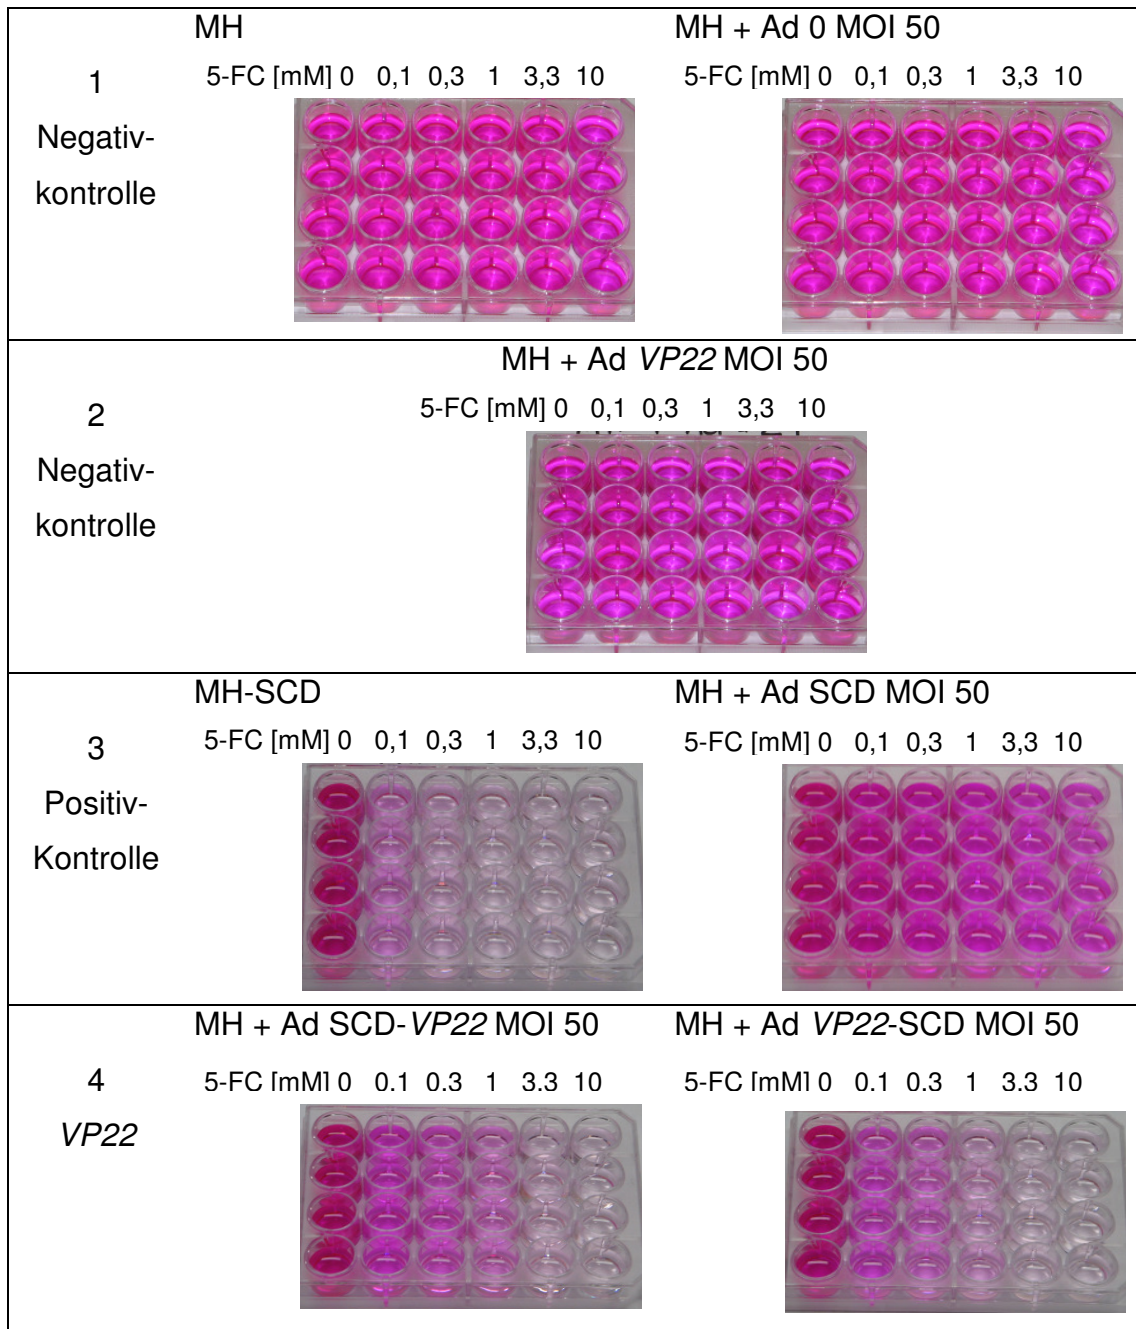 MH
MH + Ad 0 MOI 50
1
Negativ-
kontrolle
5-FC [mM] 0 0,1 0,3 1 3,3 10
5-FC [mM] 0 0,1 0,3 1 3,3 10
MH + Ad VP22 MOI 50
2
Negativ-
kontrolle
5-FC [mM] 0 0,1 0,3 1 3,3 10
MH-SCD
MH + Ad SCD MOI 50
3
Positiv-
Kontrolle
5-FC [mM] 0 0,1 0,3 1 3,3 10
5-FC [mM] 0 0,1 0,3 1 3,3 10
MH + Ad SCD-VP22 MOI 50
MH + Ad VP22-SCD MOI 50
4
VP22
5-FC [mM] 0 0,1 0,3 1 3,3 10
5-FC [mM] 0 0,1 0,3 1 3,3 10